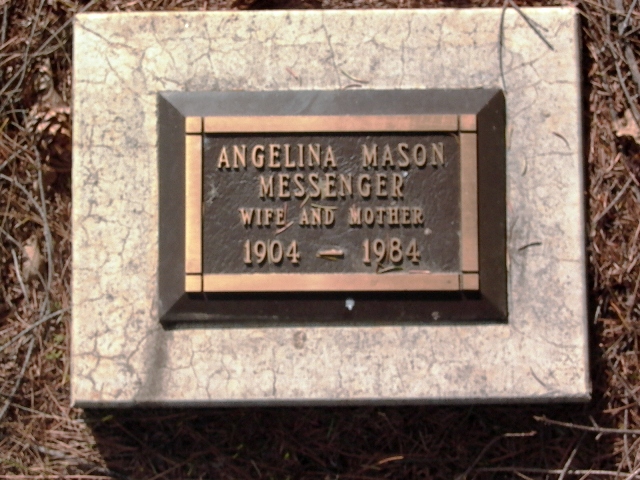 ANGELINA MASON
MESSENGER
WIFE AND MOTHER
1904 – 1984